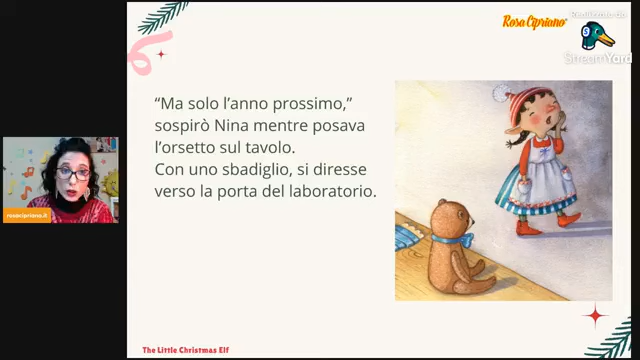 Rosa Cipriano
StreamYard
“Ma solo l’anno prossimo,”
sospirò Nina mentre posava
l’orsetto sul tavolo.
Con uno sbadiglio, si diresse
verso la porta del laboratorio.
rosacipriano.it
The Little Christmas Elf